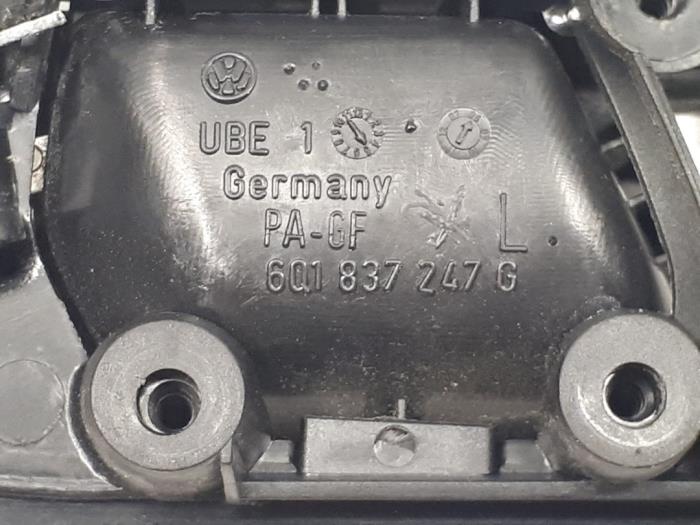 UBE 1
Germany
PA-GF
L
6Q1 837 247 G